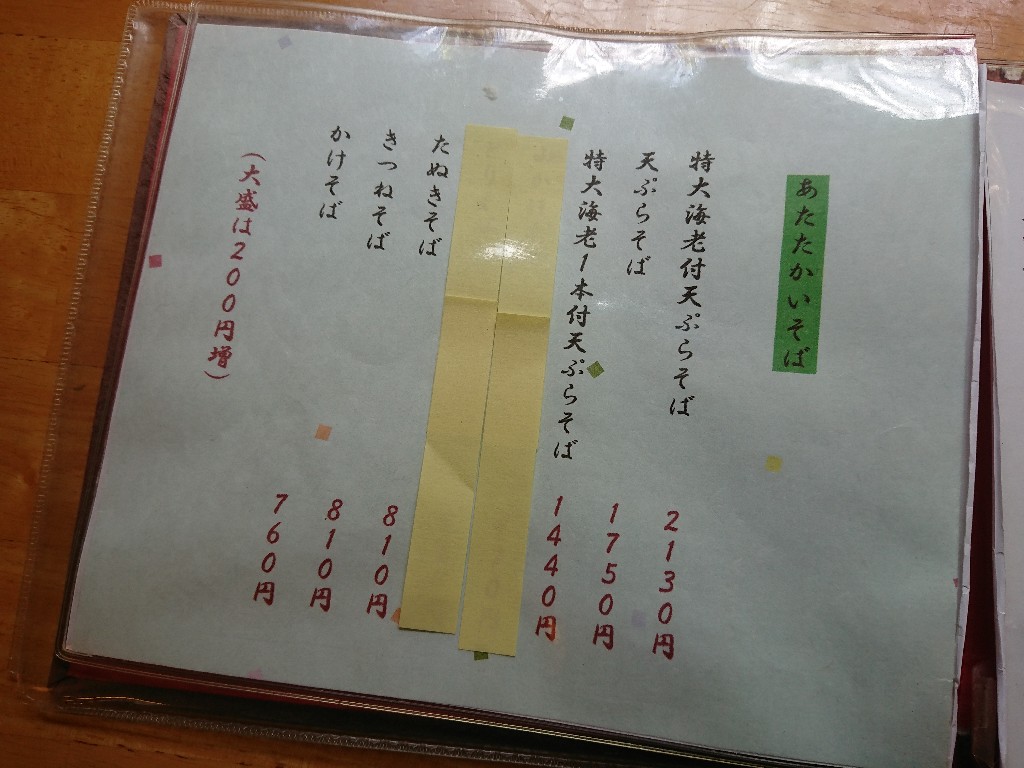 あたたかいそば
特大海老付天ぷらそば 2130円
天ぷらそば 1750円
特大海老1本付天ぷらそば 1440円
たぬきそば 810円
きつねそば 810円
かけそば 760円
(大盛は200円増)